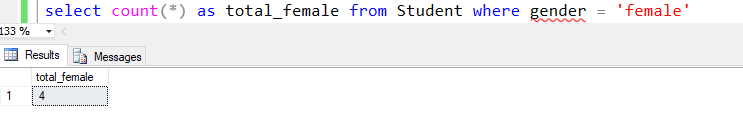 select count(*) as total_female from Student where gender = 'female'
133 %
Results Messages
total_female
1 4